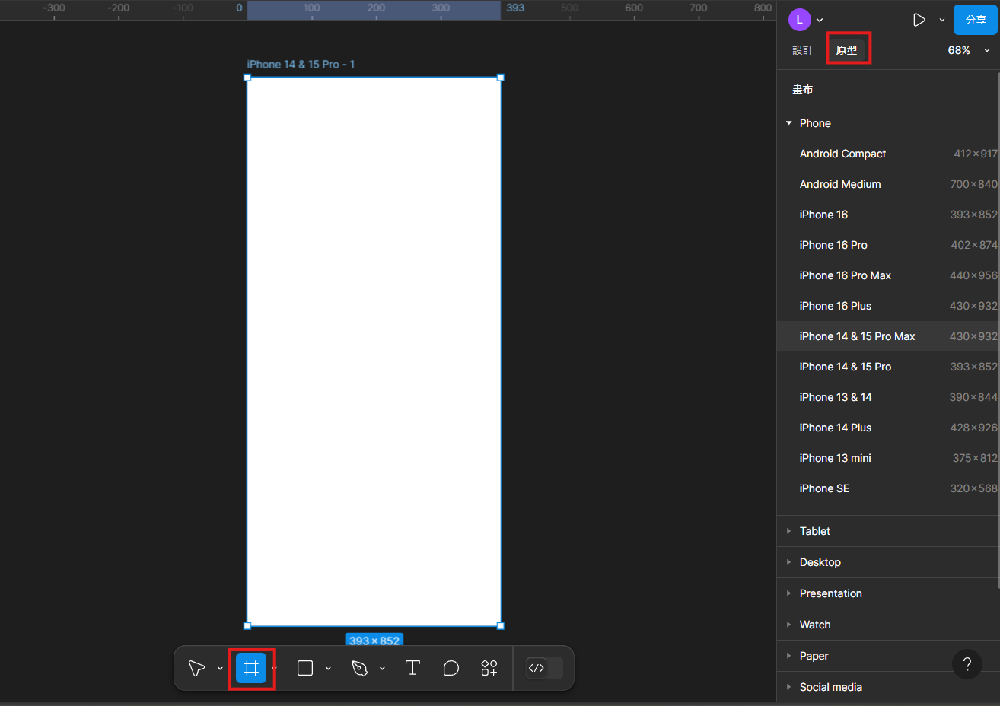 -300 -200 -100 0 100 200 300 393 500 600 700 800
L
分享
設計 原型 68%
iPhone 14 & 15 Pro - 1
畫布
Phone
Android Compact 412×917
Android Medium 700×840
iPhone 16 393×852
iPhone 16 Pro 402×874
iPhone 16 Pro Max 440×956
iPhone 16 Plus 430×932
iPhone 14 & 15 Pro Max 430×932
iPhone 14 & 15 Pro 393×852
iPhone 13 & 14 390×844
iPhone 14 Plus 428×926
iPhone 13 mini 375×812
iPhone SE 320×568
Tablet
Desktop
Presentation
Watch
Paper
Social media
393 × 852
?